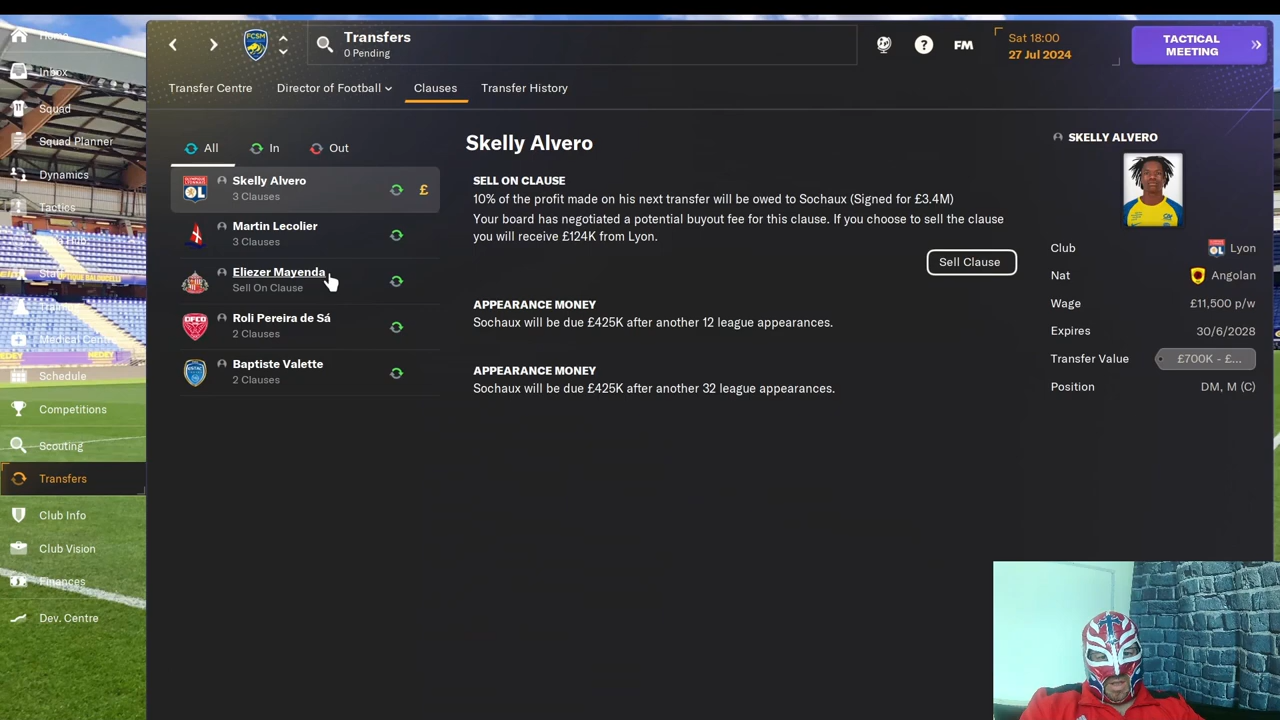 Transfers
0 Pending
FM
Sat 18:00
27 Jul 2024
TACTICAL
MEETING
Transfer Centre
Director of Football
Clauses
Transfer History
Home
Inbox
Squad
Squad Planner
Dynamics
Tactics
Medical Centre
Schedule
Competitions
Scouting
Transfers
Club Info
Club Vision
Finances
Dev. Centre
All
In
Out
Skelly Alvero
3 Clauses
£
Martin Lecolier
3 Clauses
Eliezer Mayenda
Sell On Clause
Roli Pereira de Sá
2 Clauses
Baptiste Valette
2 Clauses
Skelly Alvero
SELL ON CLAUSE
10% of the profit made on his next transfer will be owed to Sochaux (Signed for £3.4M)
Your board has negotiated a potential buyout fee for this clause. If you choose to sell the clause
you will receive £124K from Lyon.
Sell Clause
APPEARANCE MONEY
Sochaux will be due £425K after another 12 league appearances.
APPEARANCE MONEY
Sochaux will be due £425K after another 32 league appearances.
SKELLY ALVERO
Club Lyon
Nat Angolan
Wage £11,500 p/w
Expires 30/6/2028
Transfer Value £700K - £...
Position DM, M (C)